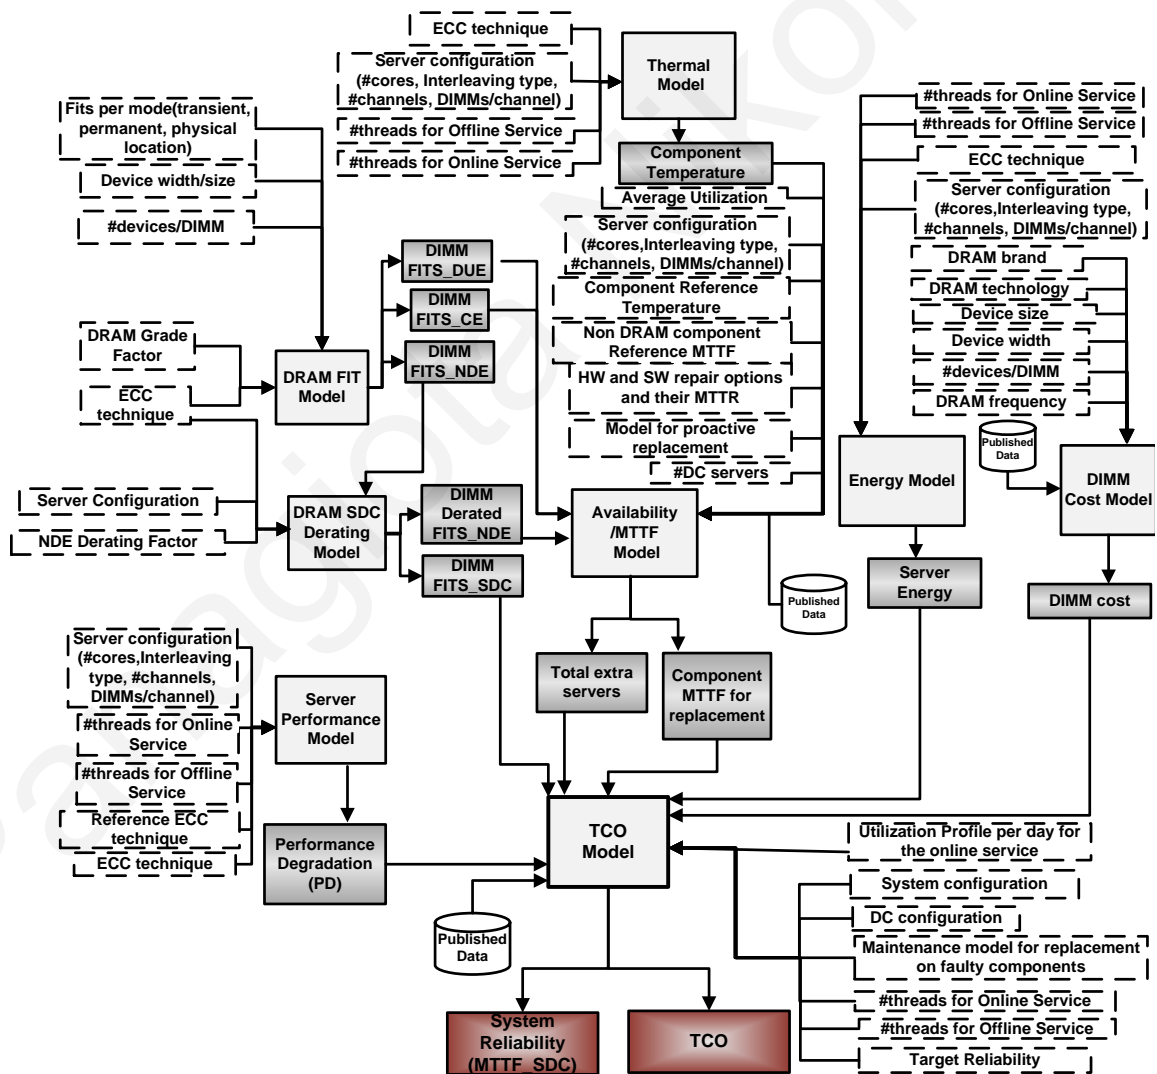 ECC technique
Server configuration
(#cores, Interleaving type,
#channels, DIMMs/channel)
#threads for Offline Service
#threads for Online Service
Thermal
Model
Component
Temperature
Fits per mode(transient,
permanent, physical
location)
Device width/size
#devices/DIMM
DRAM Grade
Factor
ECC
technique
DRAM FIT
Model
DIMM
FITS_DUE
DIMM
FITS_CE
DIMM
FITS_NDE
Average Utilization
Server configuration
(#cores,Interleaving type,
#channels, DIMMs/channel)
Component Reference
Temperature
Non DRAM component
Reference MTTF
HW and SW repair options
and their MTTR
Model for proactive
replacement
#DC servers
#threads for Online Service
#threads for Offline Service
ECC technique
Server configuration
(#cores,Interleaving type,
#channels, DIMMs/channel)
DRAM brand
DRAM technology
Device size
Device width
#devices/DIMM
DRAM frequency
Published
Data
Energy Model
DIMM
Cost Model
Server Configuration
NDE Derating Factor
DRAM SDC
Derating
Model
DIMM
Derated
FITS_NDE
DIMM
FITS_SDC
Availability
/MTTF
Model
Published
Data
Server
Energy
DIMM cost
Total extra
servers
Component
MTTF for
replacement
Server configuration
(#cores,Interleaving
type, #channels,
DIMMs/channel)
#threads for Online
Service
#threads for Offline
Service
Reference ECC
technique
ECC technique
Server
Performance
Model
Performance
Degradation
(PD)
TCO
Model
Published
Data
Utilization Profile per day for
the online service
System configuration
DC configuration
Maintenance model for replacement
on faulty components
#threads for Online Service
#threads for Offline Service
Target Reliability
System
Reliability
(MTTF_SDC)
TCO